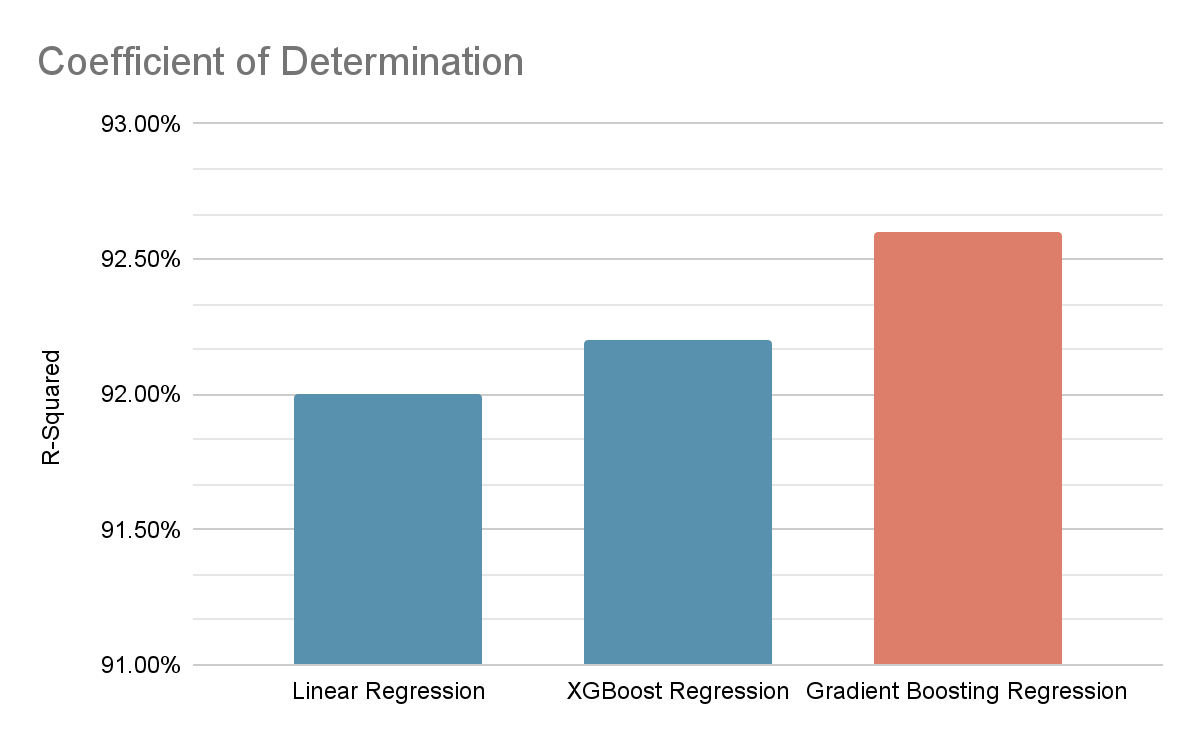 Coefficient of Determination
93.00%
92.50%
92.00%
91.50%
91.00%
R-Squared
Linear Regression
XGBoost Regression
Gradient Boosting Regression